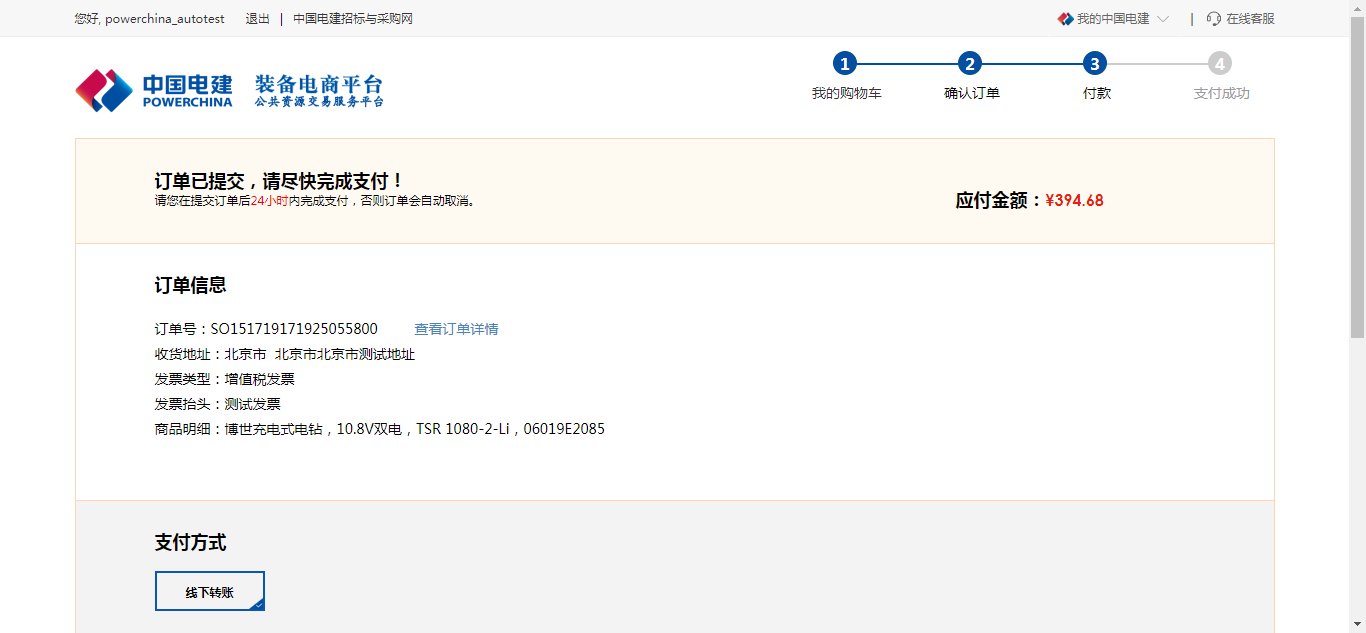 您好, powerchina_autotest 退出 | 中国电建招标与采购网 我的中国电建 | 在线客服
中国电建 POWERCHINA
装备电商平台
公共资源交易服务平台
1 2 3 4
我的购物车 确认订单 付款 支付成功
订单已提交，请尽快完成支付！
请您在提交订单后24小时内完成支付，否则订单会自动取消。
应付金额：¥394.68
订单信息
订单号：SO151719171925055800 查看订单详情
收货地址：北京市 北京市北京市测试地址
发票类型：增值税发票
发票抬头：测试发票
商品明细：博世充电式电钻，10.8V双电，TSR 1080-2-Li，06019E2085
支付方式
线下转账